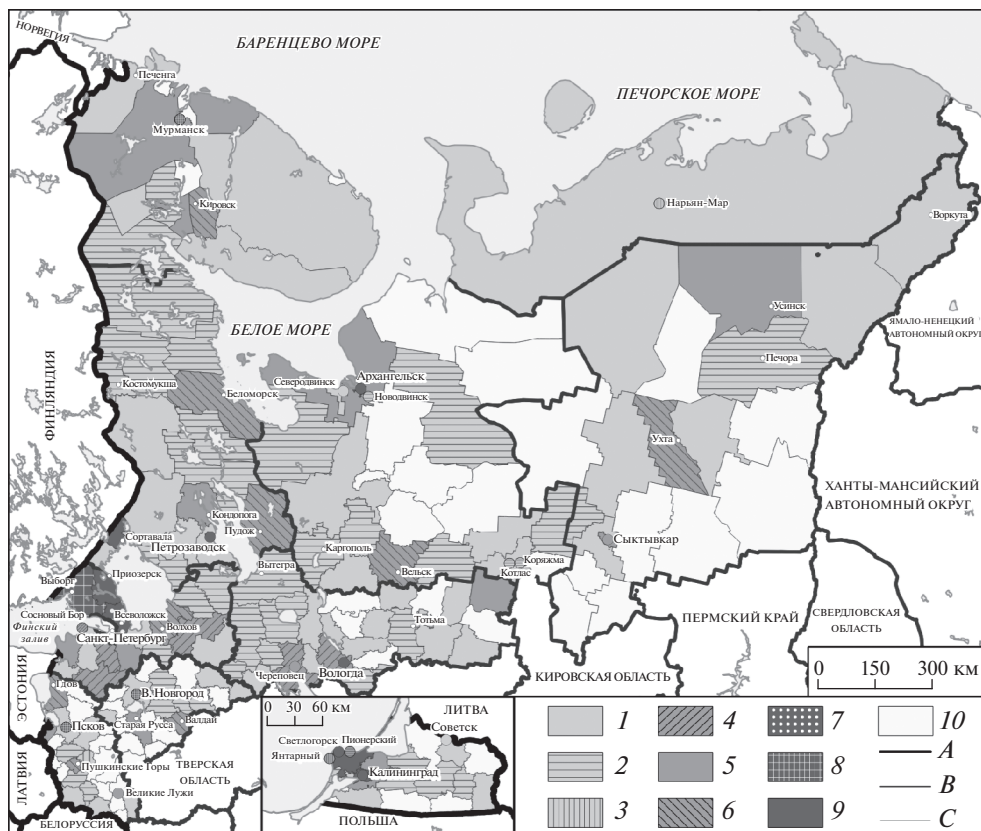 НОРВЕГИЯ
БАРЕНЦЕВО МОРЕ
Печенга
ПЕЧОРСКОЕ МОРЕ
Мурманск
Кировск
Нарьян-Мар
Воркута
Усинск
БЕЛОЕ МОРЕ
ЯМАЛО-НЕНЕЦКИЙ
АВТОНОМНЫЙ ОКРУГ
Печора
ФИНЛЯНДИЯ
Костомукша
Северодвинск
Архангельск
Беломорск
Новодвинск
Ухта
ХАНТЫ-МАНСИЙСКИЙ
АВТОНОМНЫЙ ОКРУГ
Кондопога
Пудож
Сортавала
Петрозаводск
Каргополь
Сыктывкар
Коряжма
Вытегра
Вельск
Котлас
Выборг
Приозерск
Сосновый Бор
Всеволожск
Финский
залив
Санкт-Петербург
Волхов
Тотьма
ПЕРМСКИЙ КРАЙ
СВЕРДЛОВСКАЯ
ОБЛАСТЬ
ЭСТОНИЯ
Гдов
Череповец
Вологда
КИРОВСКАЯ ОБЛАСТЬ
0 150 300 КМ
В. Новгород
Псков
Старая Русса
Валдай
0 30 60 КМ
ЛИТВА
Советск
Светлогорск
Пионерский
Янтарный
Калининград
ПОЛЬША
ЛАТВИЯ
Пушкинские Горы
ТВЕРСКАЯ
ОБЛАСТЬ
Великие Луки
БЕЛОРУССИЯ
1
4
7
10
2
5
8
A
B
3
6
9
C